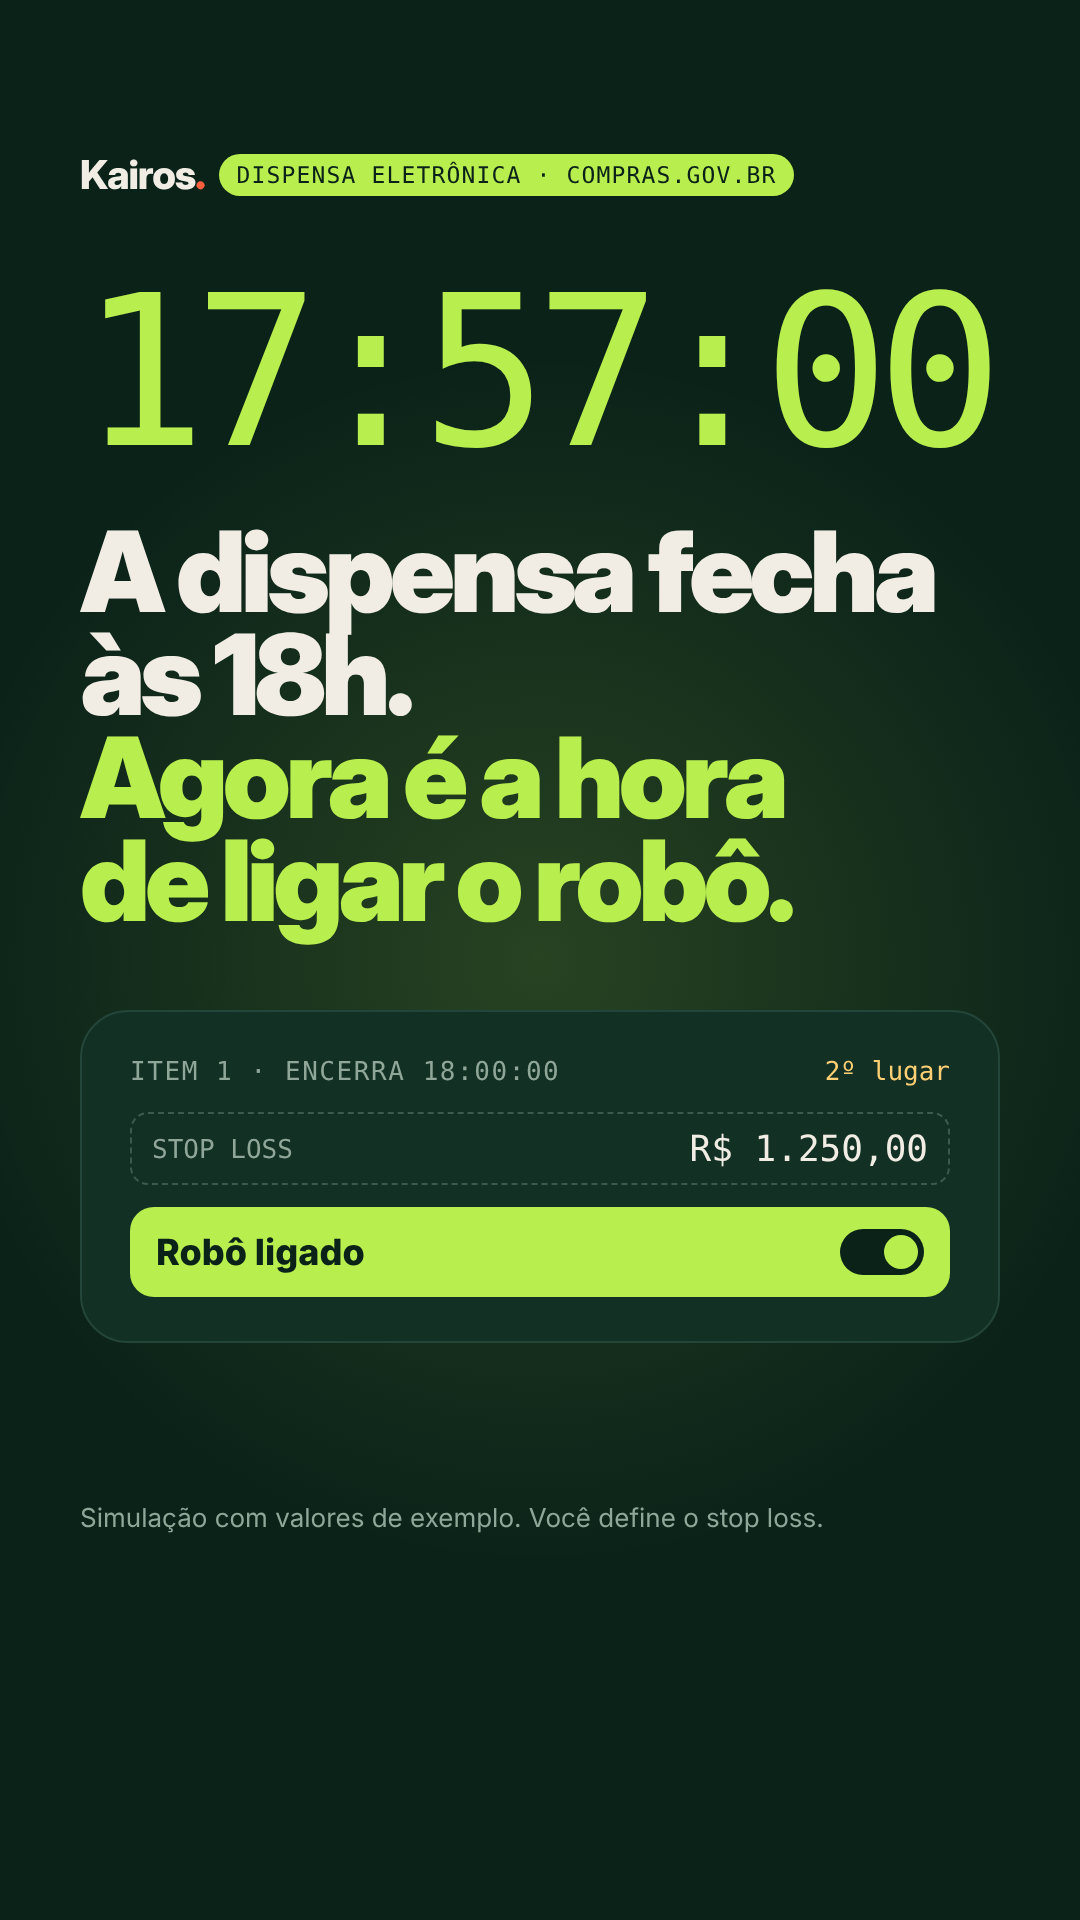 Kairos. DISPENSA ELETRÔNICA · COMPRAS.GOV.BR
17:57:00
A dispensa fecha
às 18h.
Agora é a hora
de ligar o robô.
ITEM 1 · ENCERRA 18:00:00 2º lugar
STOP LOSS R$ 1.250,00
Robô ligado
Simulação com valores de exemplo. Você define o stop loss.